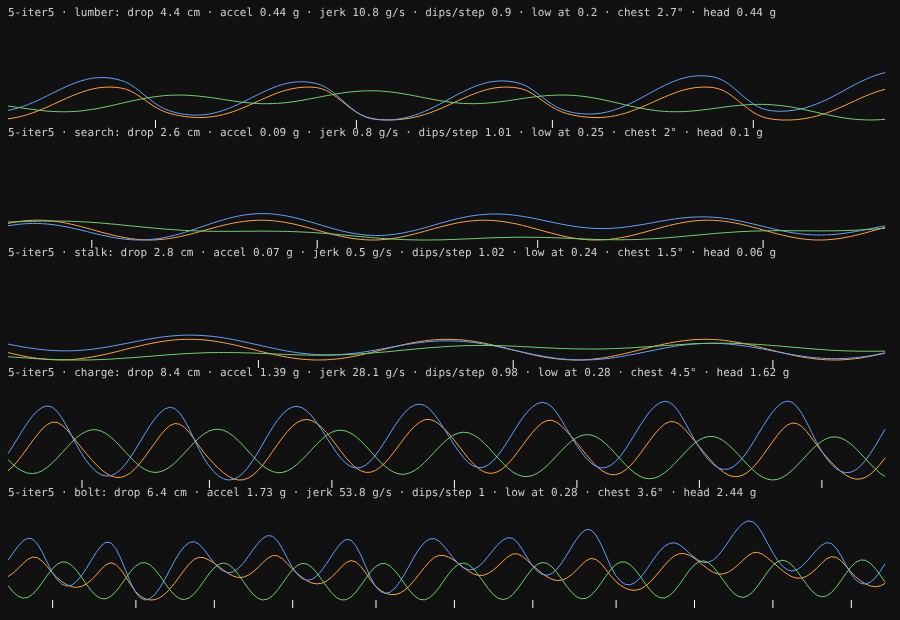 5-iter5 · lumber: drop 4.4 cm · accel 0.44 g · jerk 10.8 g/s · dips/step 0.9 · low at 0.2 · chest 2.7° · head 0.44 g
5-iter5 · search: drop 2.6 cm · accel 0.09 g · jerk 0.8 g/s · dips/step 1.01 · low at 0.25 · chest 2° · head 0.1 g
5-iter5 · stalk: drop 2.8 cm · accel 0.07 g · jerk 0.5 g/s · dips/step 1.02 · low at 0.24 · chest 1.5° · head 0.06 g
5-iter5 · charge: drop 8.4 cm · accel 1.39 g · jerk 28.1 g/s · dips/step 0.98 · low at 0.28 · chest 4.5° · head 1.62 g
5-iter5 · bolt: drop 6.4 cm · accel 1.73 g · jerk 53.8 g/s · dips/step 1 · low at 0.28 · chest 3.6° · head 2.44 g